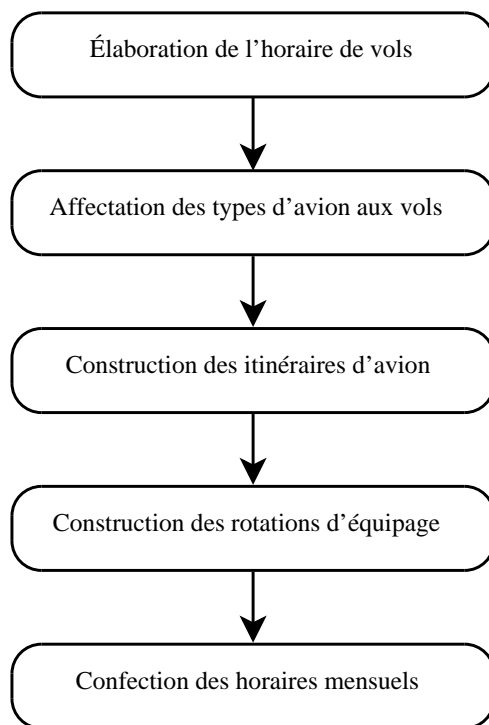 Élaboration de l’horaire de vols
Affectation des types d’avion aux vols
Construction des itinéraires d’avion
Construction des rotations d’équipage
Confection des horaires mensuels